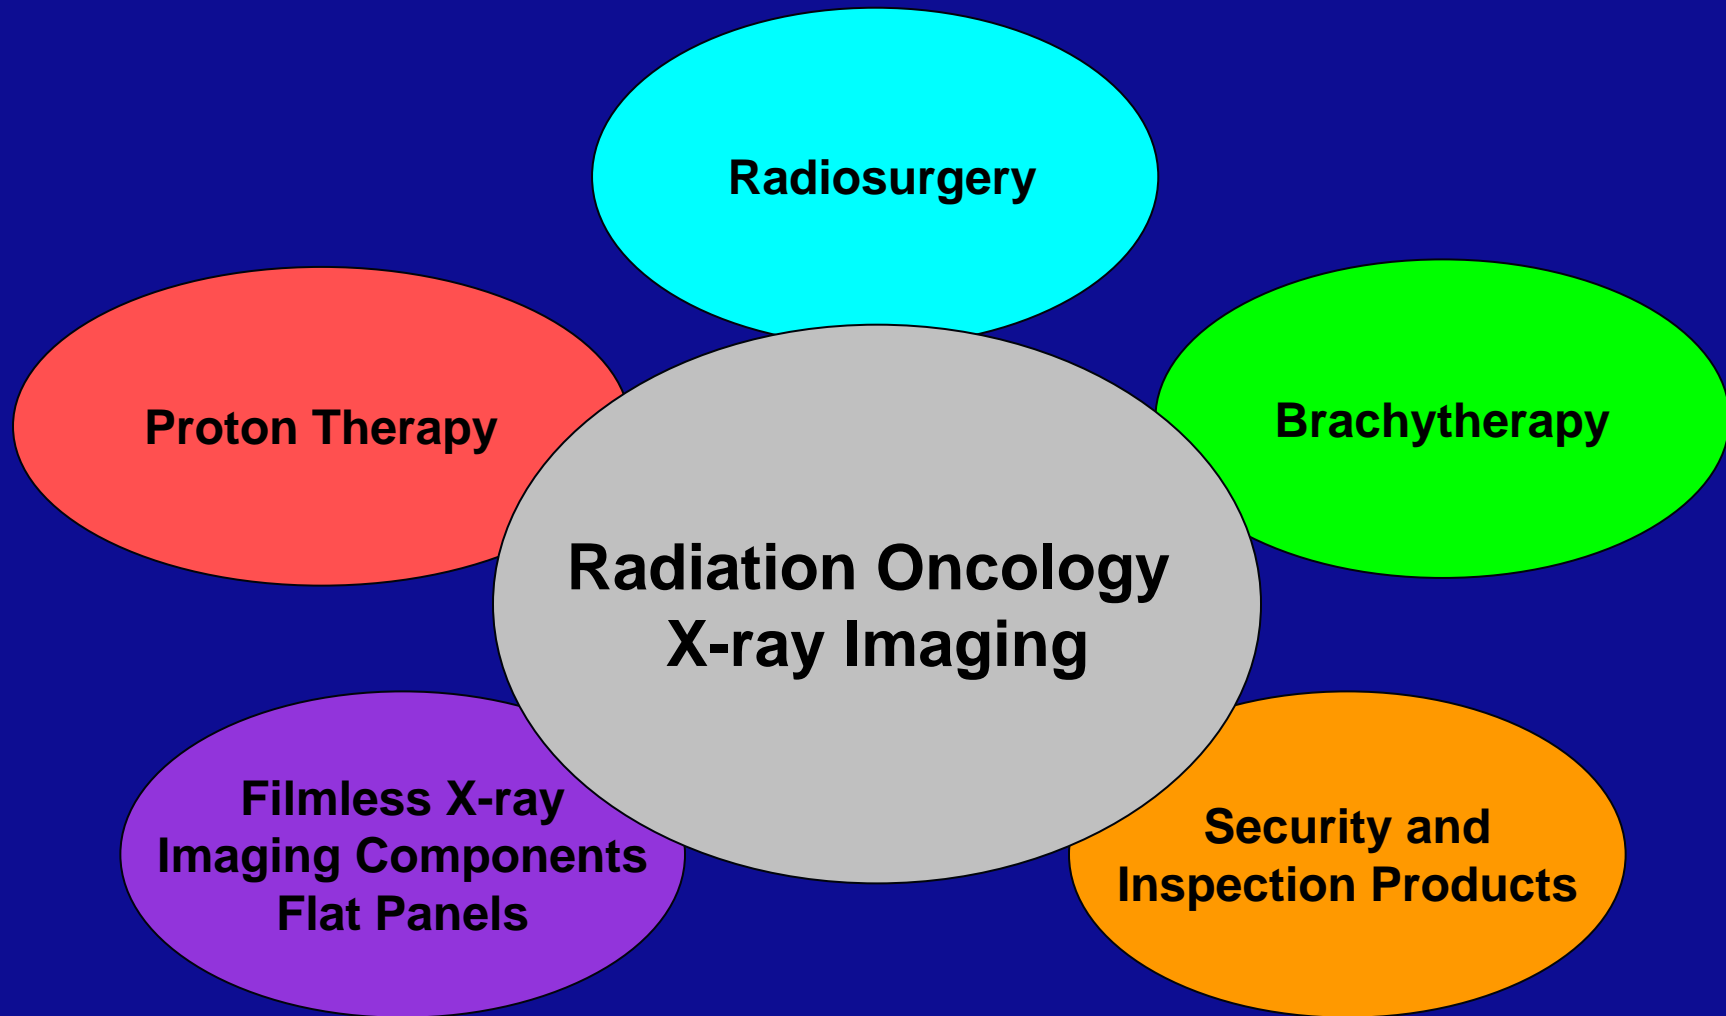 Radiosurgery
Proton Therapy
Brachytherapy
Radiation Oncology
X-ray Imaging
Filmless X-ray
Imaging Components
Flat Panels
Security and
Inspection Products